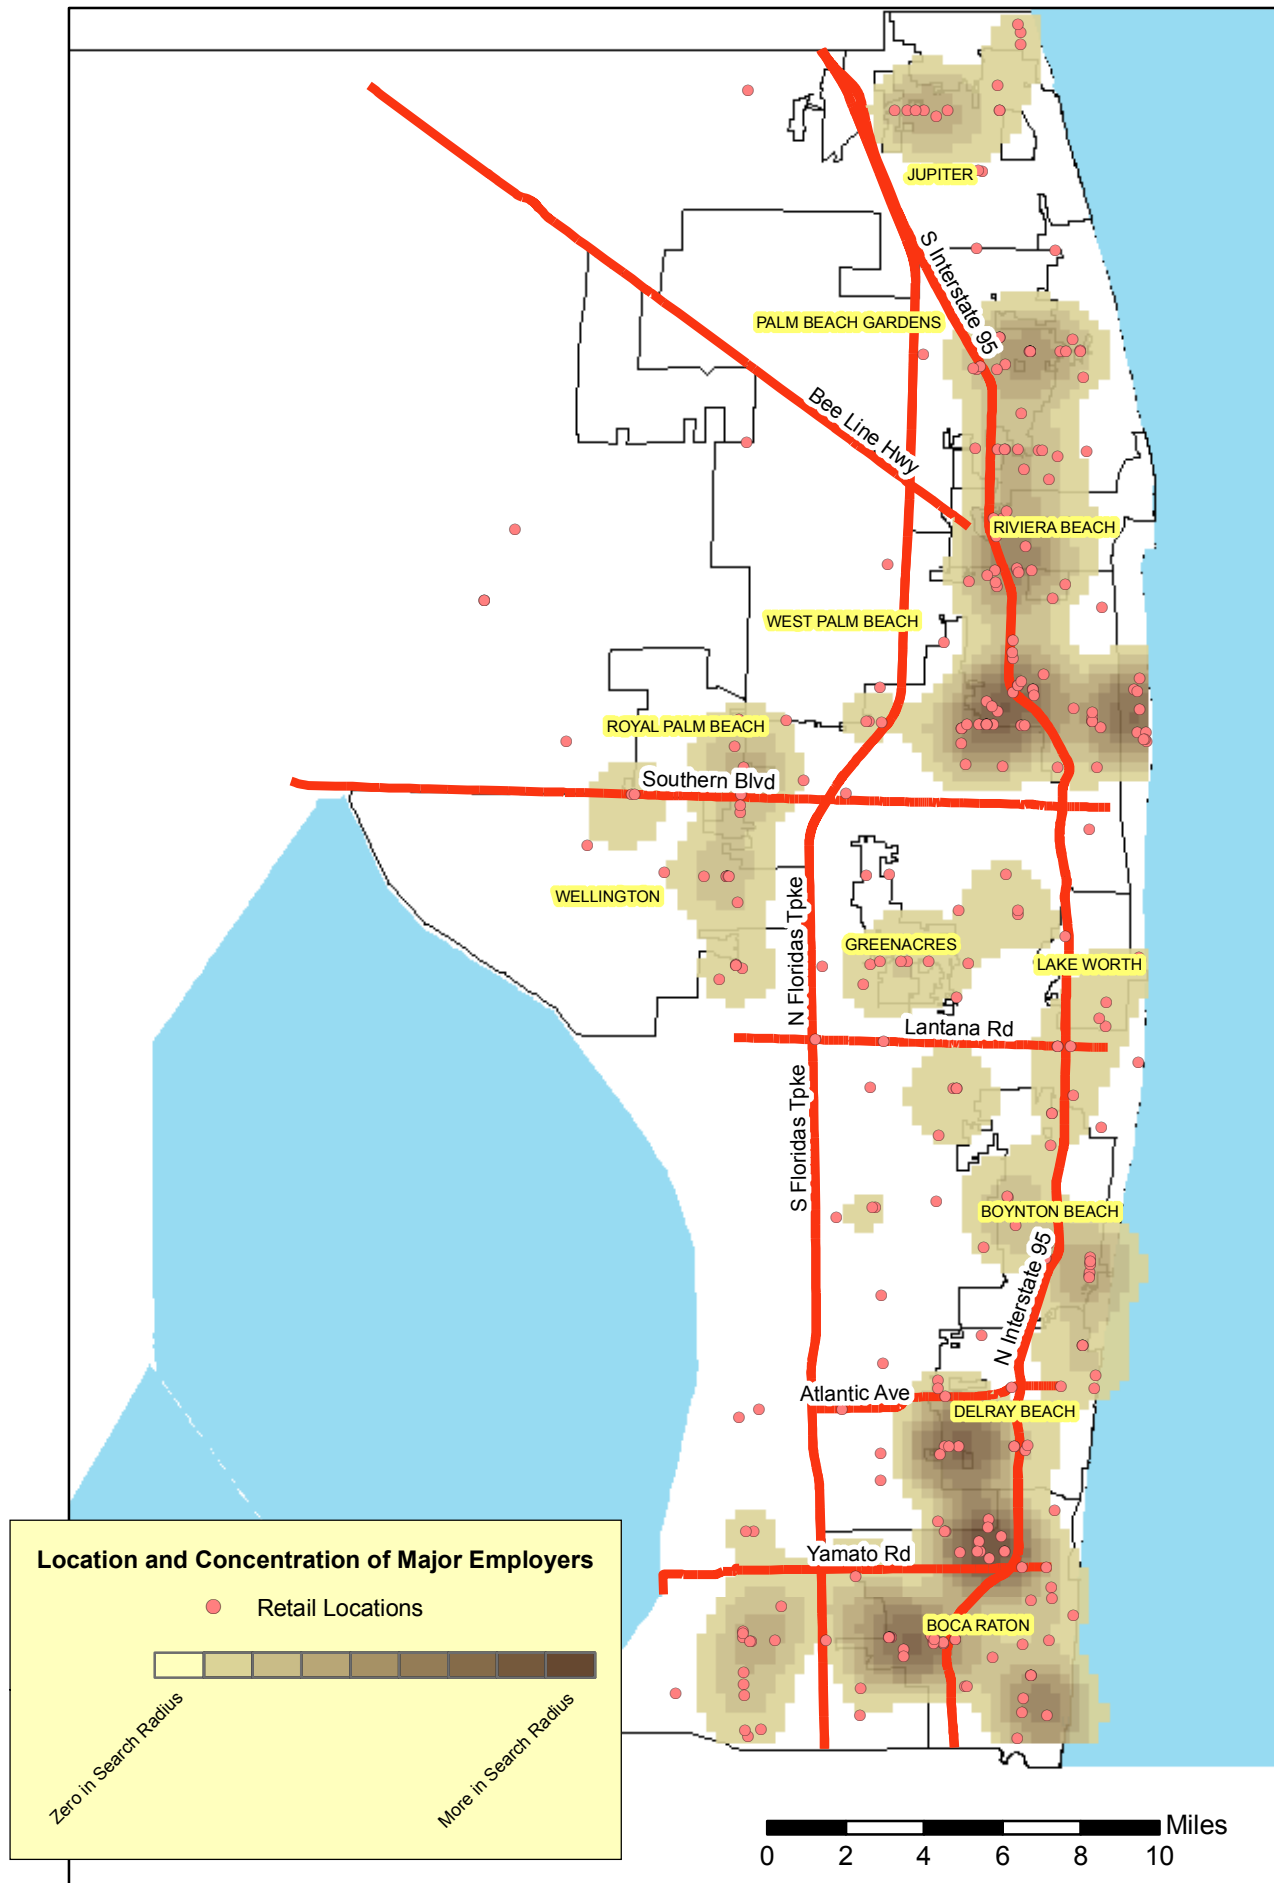 JUPITER
S Interstate 95
PALM BEACH GARDENS
Bee Line Hwy
RIVIERA BEACH
WEST PALM BEACH
ROYAL PALM BEACH
Southern Blvd
WELLINGTON
N Floridas Tpke
GREENACRES
LAKE WORTH
Lantana Rd
S Floridas Tpke
BOYNTON BEACH
N Interstate 95
Atlantic Ave
DELRAY BEACH
Yamato Rd
BOCA RATON
Location and Concentration of Major Employers
Retail Locations
Zero in Search Radius
More in Search Radius
Miles
0 2 4 6 8 10